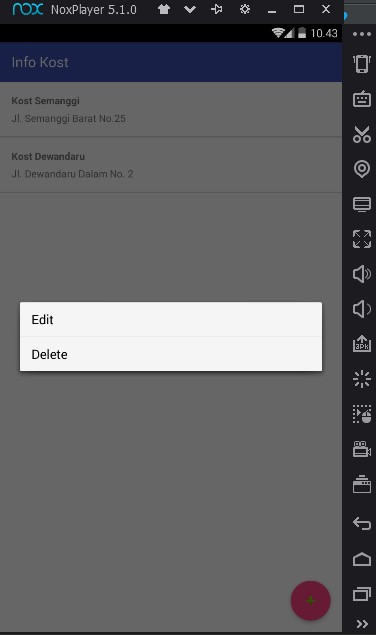 nox NoxPlayer 5.1.0
10.43
Info Kost
Kost Semanggi
Jl. Semanggi Barat No.25
Kost Dewandaru
Jl. Dewandaru Dalam No. 2
Edit
Delete